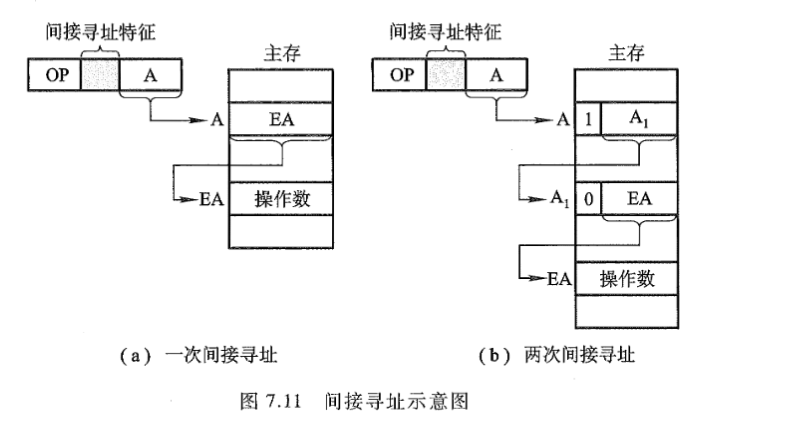 间接寻址特征
主存
OP
A
A
EA
EA
操作数
(a) 一次间接寻址
间接寻址特征
主存
OP
A
A
1
A₁
A₁
0
EA
EA
操作数
(b) 两次间接寻址
图 7.11 间接寻址示意图